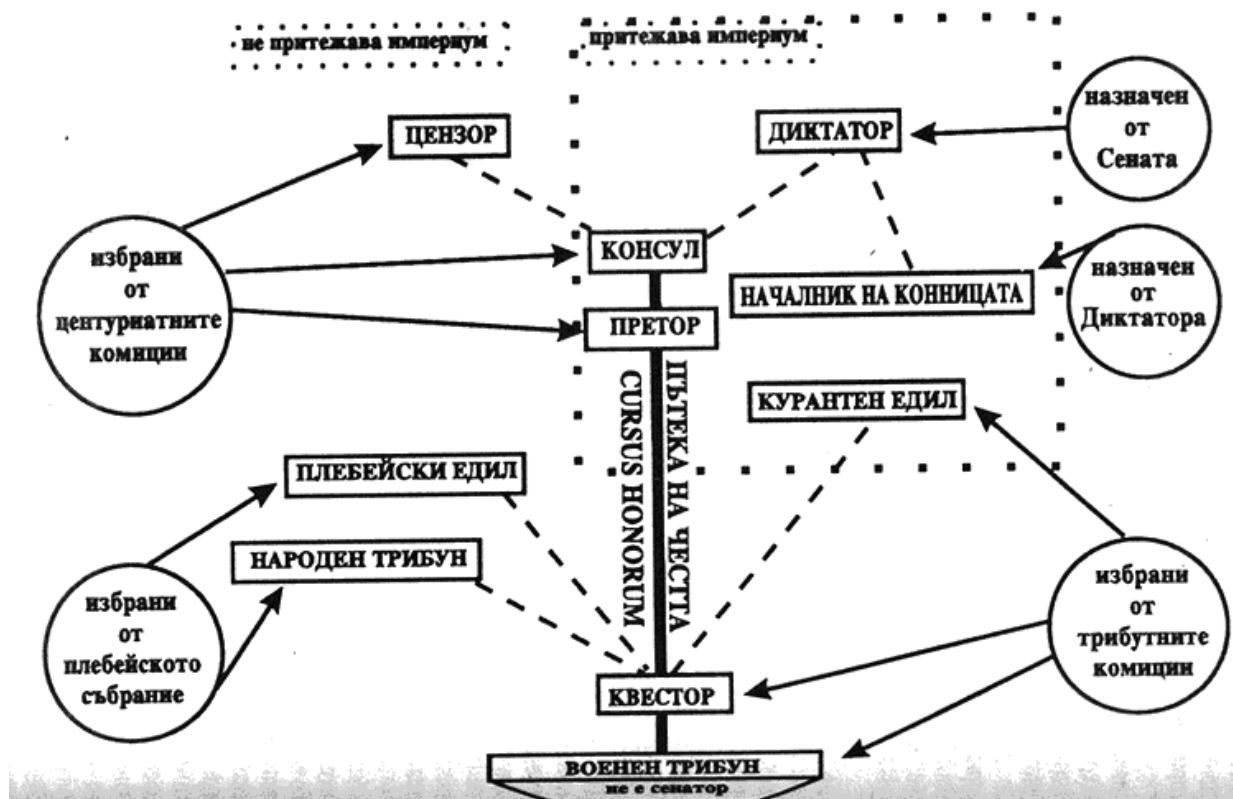 не притежава империум
притежава империум
ЦЕНЗОР
ДИКТАТОР
назначен
от
Сената
избрани
от
центуриатните
комиции
КОНСУЛ
НАЧАЛНИК НА КОННИЦАТА
назначен
от
Диктатора
ПРЕТОР
CURSUS HONORUM
ПЪТЕКА НА ЧЕСТТА
КУРАНТЕН ЕДИЛ
ПЛЕБЕЙСКИ ЕДИЛ
НАРОДЕН ТРИБУН
избрани
от
плебейското
събрание
избрани
от
трибутните
комиции
КВЕСТОР
ВОЕНЕН ТРИБУН
не е сенатор